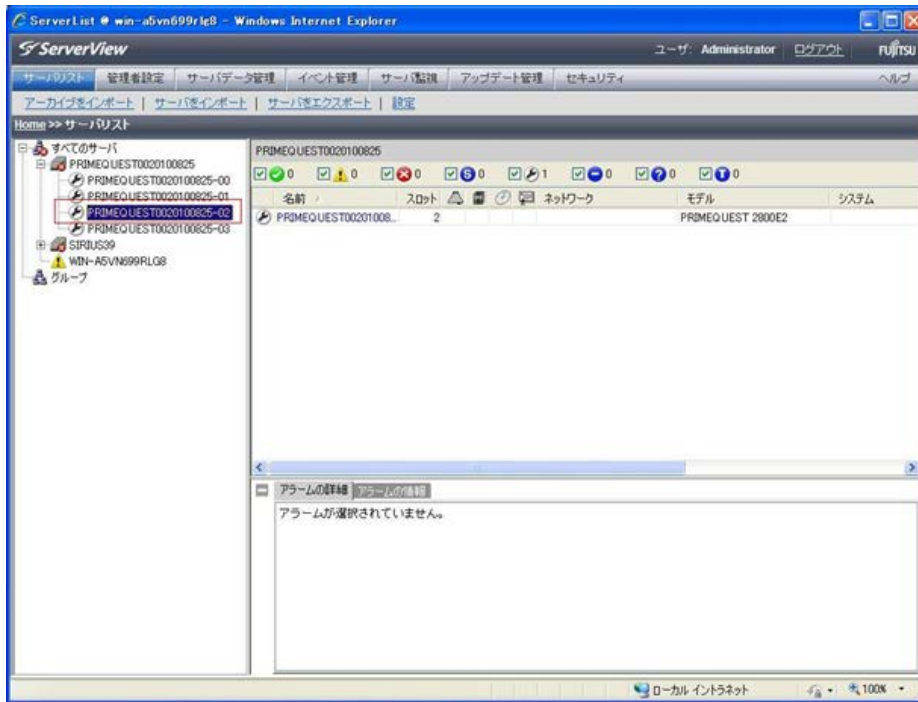 ServerList @ win-a5vn699rlg8 - Windows Internet Explorer
ServerView
ユーザ: Administrator ログアウト FUJITSU
サーバリスト 管理者設定 サーバデータ管理 イベント管理 サーバ監視 アップデート管理 セキュリティ ヘルプ
アーカイブをインポート | サーバをインポート | サーバをエクスポート | 設定
Home >> サーバリスト
すべてのサーバ
PRIMEQUEST0020100825
PRIMEQUEST0020100825-00
PRIMEQUEST0020100825-01
PRIMEQUEST0020100825-02
PRIMEQUEST0020100825-03
SIRIUS39
WIN-A5VN699RLG8
グループ
PRIMEQUEST0020100825
0 0 0 0 1 0 0 0
名前 スロット ネットワーク モデル システム
PRIMEQUEST00201008... 2 PRIMEQUEST 2800E2
アラームの詳細 アラームの情報
アラームが選択されていません。
ローカル イントラネット 100%